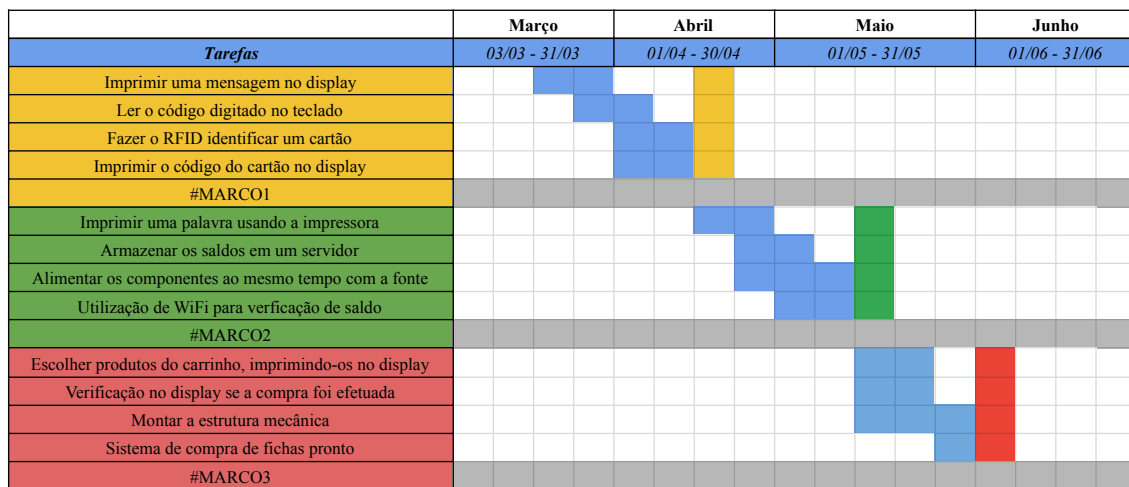 Março Abril Maio Junho
Tarefas 03/03 - 31/03 01/04 - 30/04 01/05 - 31/05 01/06 - 31/06
Imprimir uma mensagem no display
Ler o código digitado no teclado
Fazer o RFID identificar um cartão
Imprimir o código do cartão no display
#MARCO1
Imprimir uma palavra usando a impressora
Armazenar os saldos em um servidor
Alimentar os componentes ao mesmo tempo com a fonte
Utilização de WiFi para verficação de saldo
#MARCO2
Escolher produtos do carrinho, imprimindo-os no display
Verificação no display se a compra foi efetuada
Montar a estrutura mecânica
Sistema de compra de fichas pronto
#MARCO3